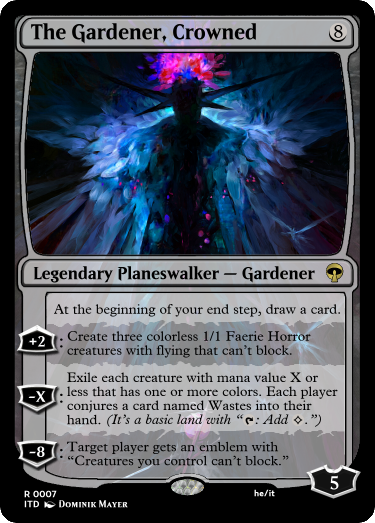 The Gardener, Crowned 8
Legendary Planeswalker — Gardener
At the beginning of your end step, draw a card.
+2: Create three colorless 1/1 Faerie Horror
creatures with flying that can't block.
-X: Exile each creature with mana value X or
less that has one or more colors. Each player
conjures a card named Wastes into their
hand. (It's a basic land with “: Add .”)
-8: Target player gets an emblem with
“Creatures you control can't block.”
5
R 0007
he/it
ITD Dominik Mayer